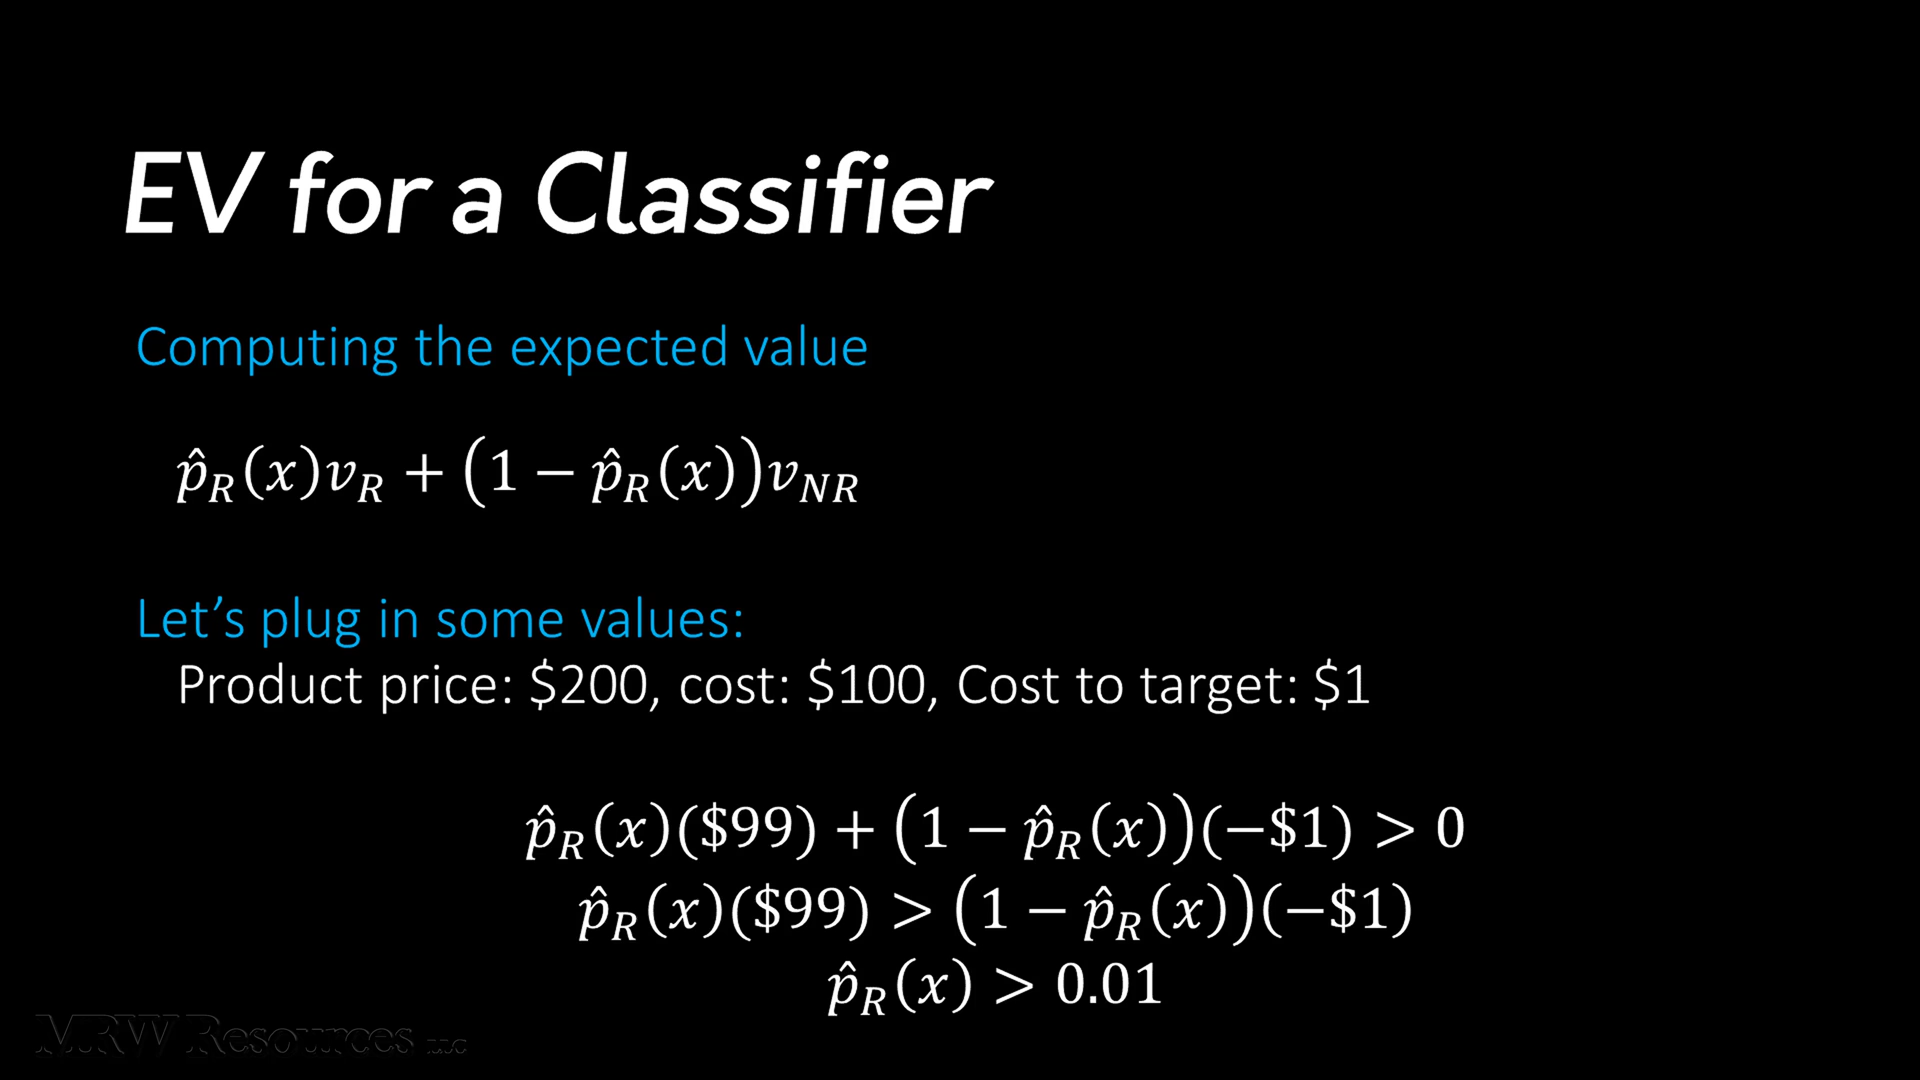 EV for a Classifier
Computing the expected value
p̂_R(x)v_R + (1 − p̂_R(x))v_NR
Let’s plug in some values:
Product price: $200, cost: $100, Cost to target: $1
p̂_R(x)($99) + (1 − p̂_R(x))(−$1) > 0
p̂_R(x)($99) > (1 − p̂_R(x))(−$1)
p̂_R(x) > 0.01
MRW Resources LLC